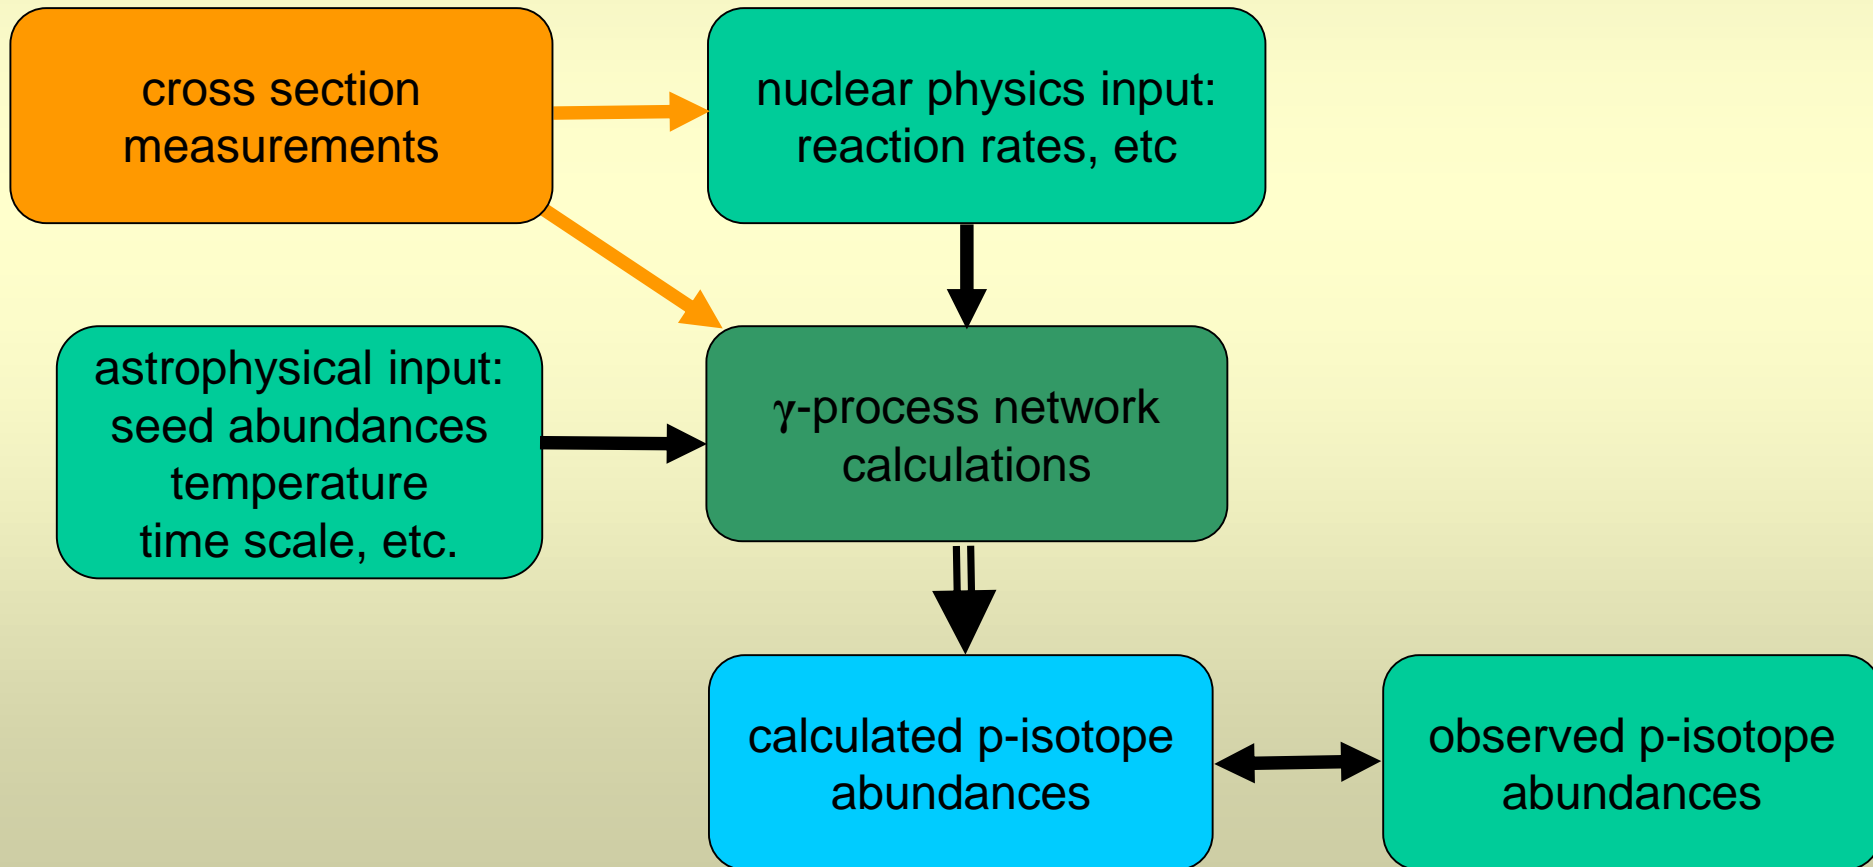 cross section
measurements
nuclear physics input:
reaction rates, etc
astrophysical input:
seed abundances
temperature
time scale, etc.
γ-process network
calculations
calculated p-isotope
abundances
observed p-isotope
abundances